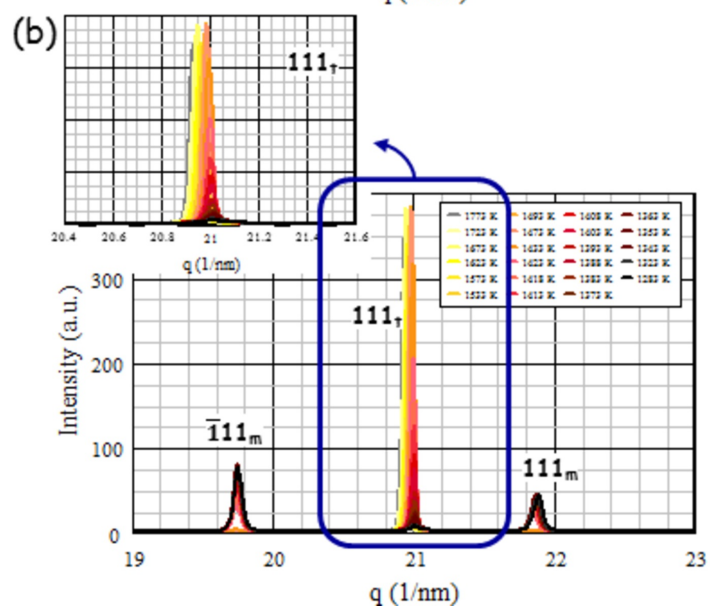 (b)
111t
20.4 20.6 20.8 21 21.2 21.4 21.6
q (1/nm)
1773 K 1493 K 1408 K 1363 K
1723 K 1473 K 1403 K 1353 K
1673 K 1433 K 1393 K 1343 K
1623 K 1423 K 1388 K 1323 K
1573 K 1418 K 1383 K 1283 K
1533 K 1413 K 1373 K
300
200
100
0
Intensity (a.u.)
111t
1̅11m
111m
19 20 21 22 23
q (1/nm)